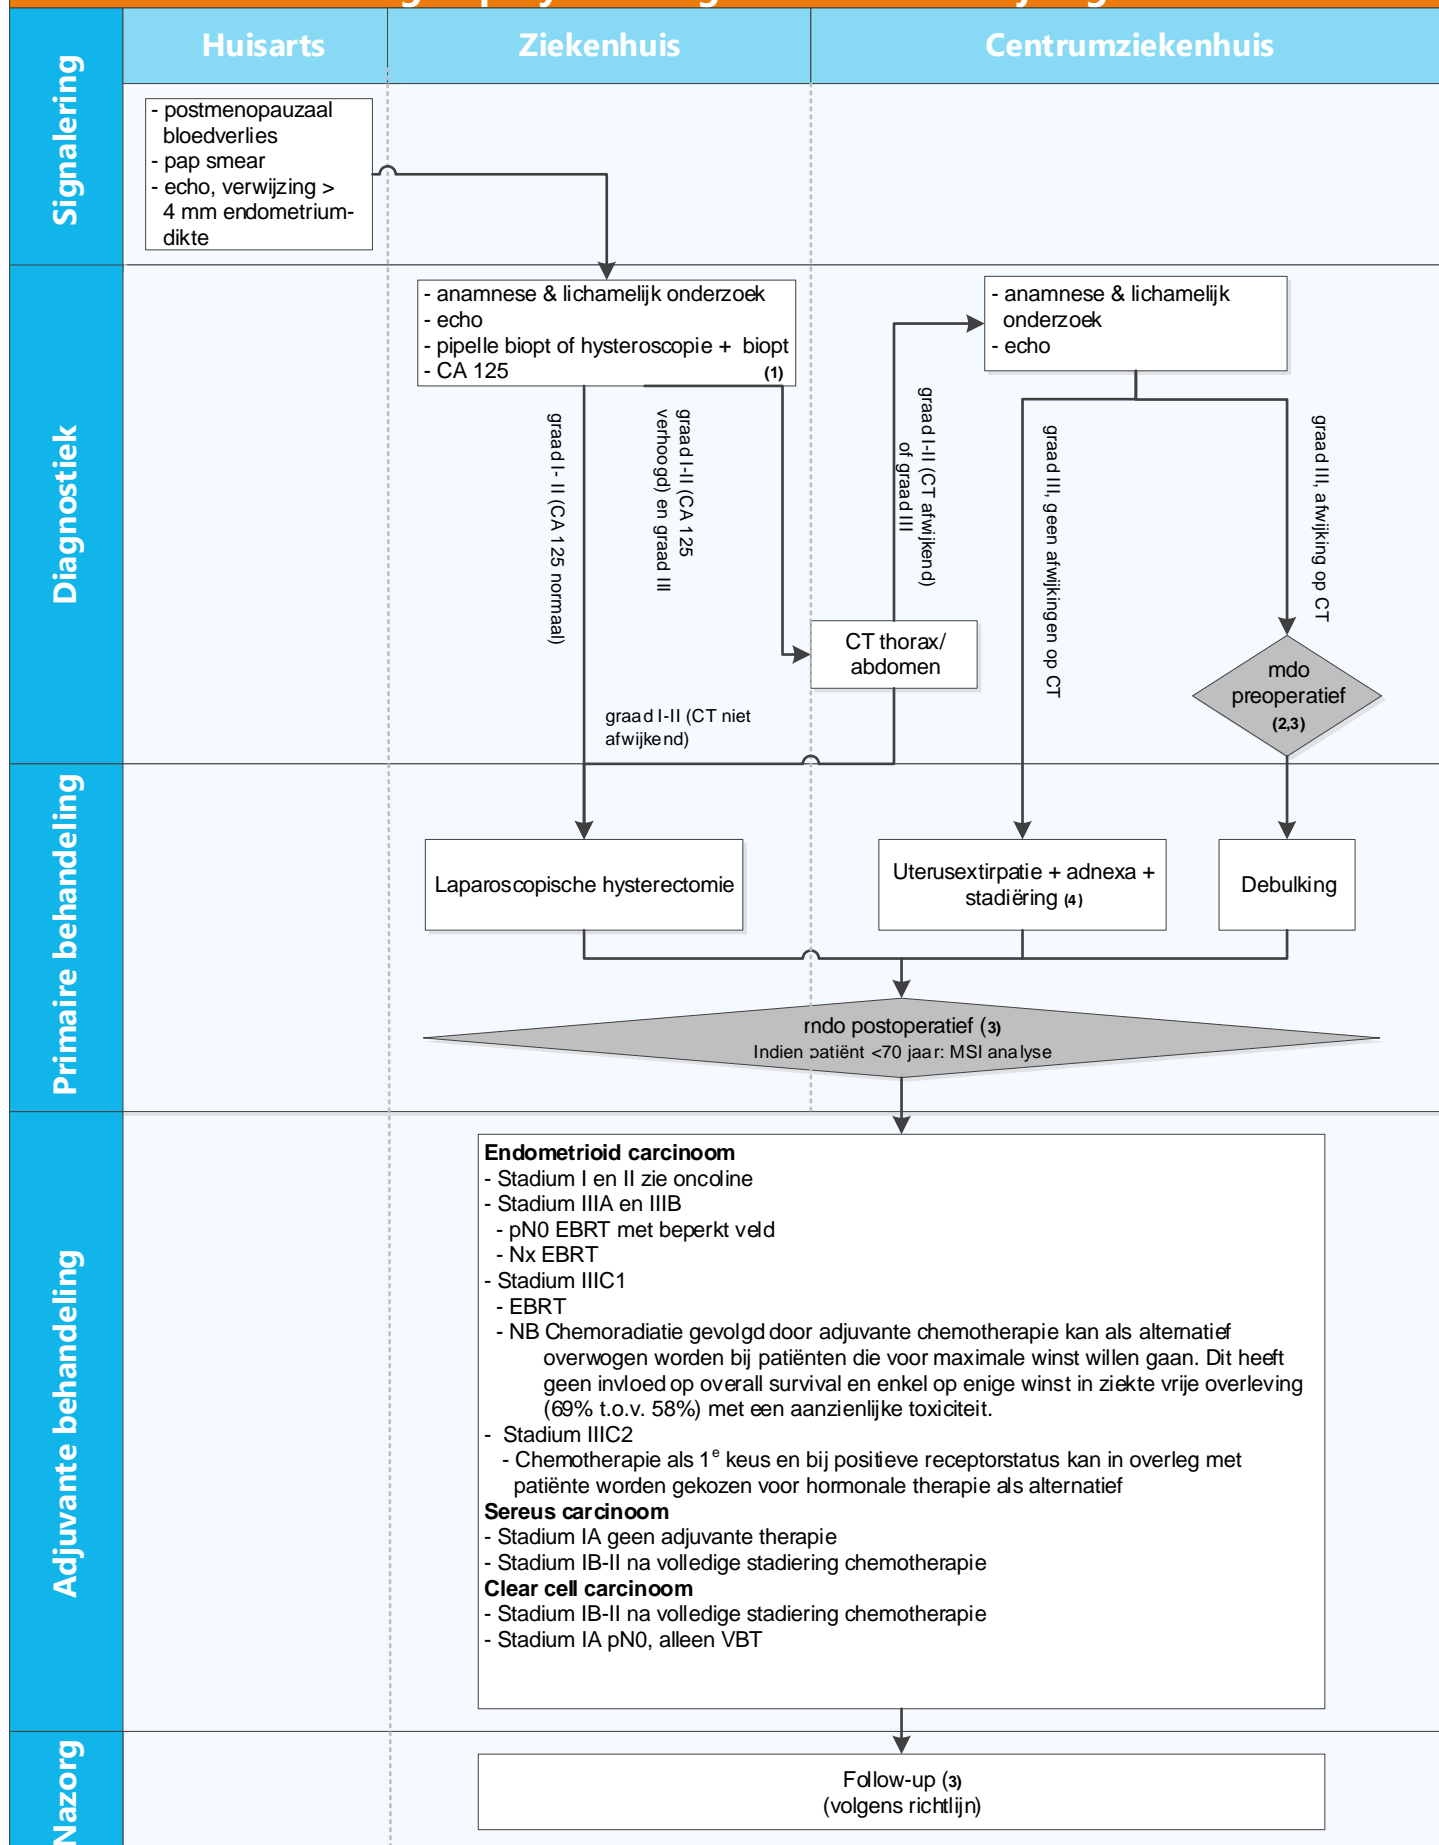 Huisarts
Ziekenhuis
Centrumziekenhuis
Signalering
- postmenopauzaal
bloedverlies
- pap smear
- echo, verwijzing >
4 mm endometrium-
dikte
Diagnostiek
- anamnese & lichamelijk onderzoek
- echo
- pipelle biopt of hysteroscopie + biopt
- CA 125 (1)
- anamnese & lichamelijk
onderzoek
- echo
graad I- II (CA 125 normaal)
graad I-II (CA 125
verhoogd) en graad III
graad I-II (CT afwijkend)
of graad III
graad III, geen afwijkingen op CT
graad III, afwijking op CT
CT thorax/
abdomen
mdo
preoperatief
(2,3)
graad I-II (CT niet
afwijkend)
Primaire behandeling
Laparoscopische hysterectomie
Uterusextirpatie + adnexa +
stadiëring (4)
Debulking
mdo postoperatief (3)
Indien patiënt <70 jaar: MSI analyse
Adjuvante behandeling
Endometrioid carcinoom
- Stadium I en II zie oncoline
- Stadium IIIA en IIIB
- pN0 EBRT met beperkt veld
- Nx EBRT
- Stadium IIIC1
- EBRT
- NB Chemoradiatie gevolgd door adjuvante chemotherapie kan als alternatief
overwogen worden bij patiënten die voor maximale winst willen gaan. Dit heeft
geen invloed op overall survival en enkel op enige winst in ziekte vrije overleving
(69% t.o.v. 58%) met een aanzienlijke toxiciteit.
- Stadium IIIC2
- Chemotherapie als 1e keus en bij positieve receptorstatus kan in overleg met
patiënte worden gekozen voor hormonale therapie als alternatief
Sereus carcinoom
- Stadium IA geen adjuvante therapie
- Stadium IB-II na volledige stadiering chemotherapie
Clear cell carcinoom
- Stadium IB-II na volledige stadiering chemotherapie
- Stadium IA pN0, alleen VBT
Nazorg
Follow-up (3)
(volgens richtlijn)